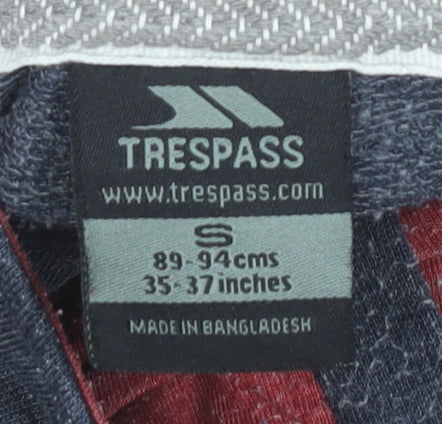 TRESPASS
www.trespass.com
S
89-94cms
35-37inches
MADE IN BANGLADESH